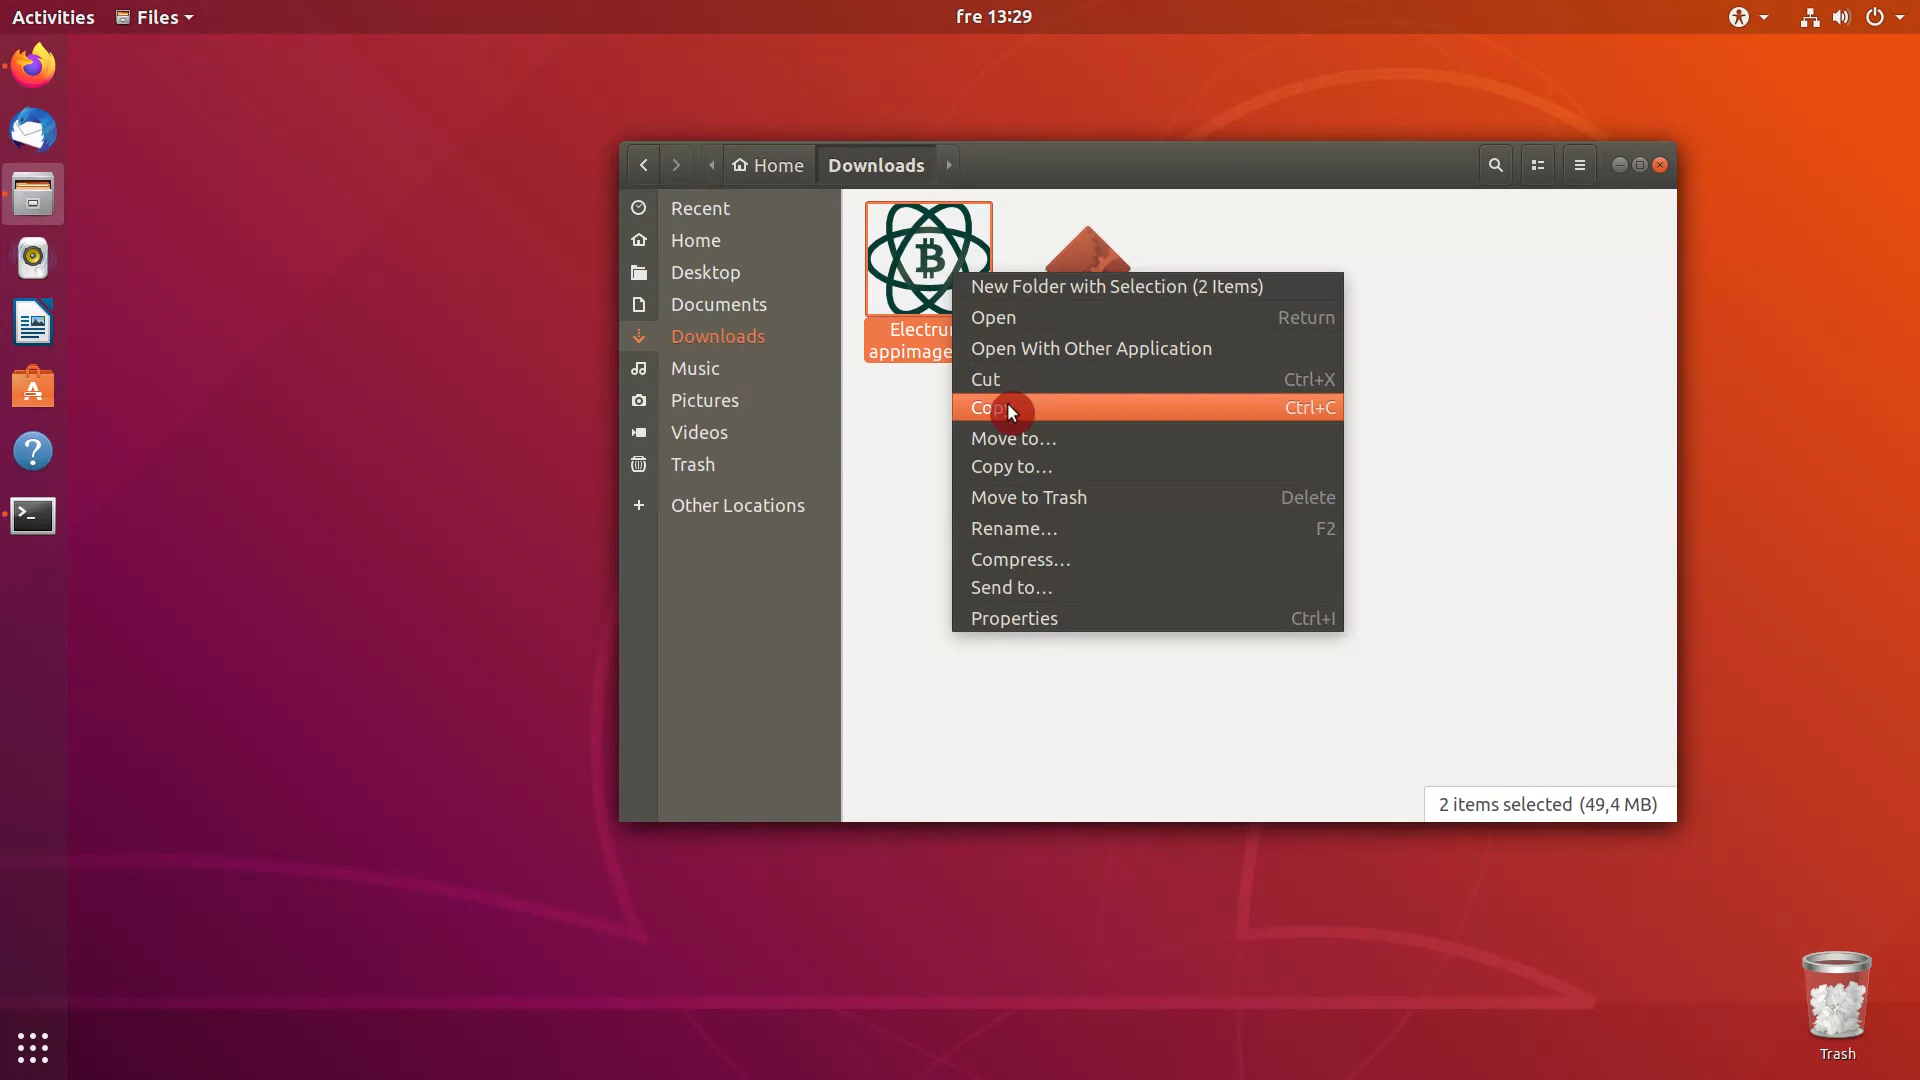 Activities Files fre 13:29
Home Downloads
Recent
Home
Desktop
Documents
Downloads
Music
Pictures
Videos
Trash
Other Locations
appimage
New Folder with Selection (2 Items)
Open Return
Open With Other Application
Cut Ctrl+X
Copy Ctrl+C
Move to…
Copy to…
Move to Trash Delete
Rename… F2
Compress…
Send to…
Properties Ctrl+I
2 items selected (49,4 MB)
Trash